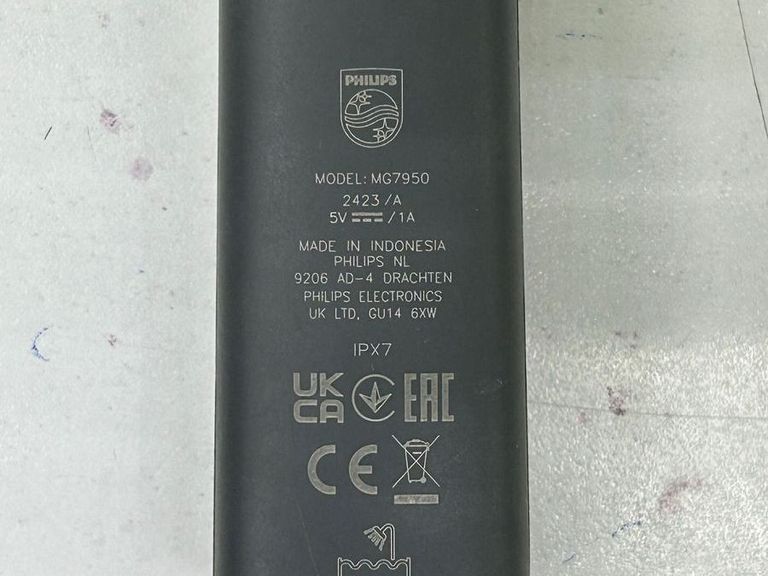 PHILIPS
MODEL: MG7950
2423 /A
5V ⎓ / 1A
MADE IN INDONESIA
PHILIPS NL
9206 AD-4 DRACHTEN
PHILIPS ELECTRONICS
UK LTD, GU14 6XW
IPX7
UK
CA
EAC
CE